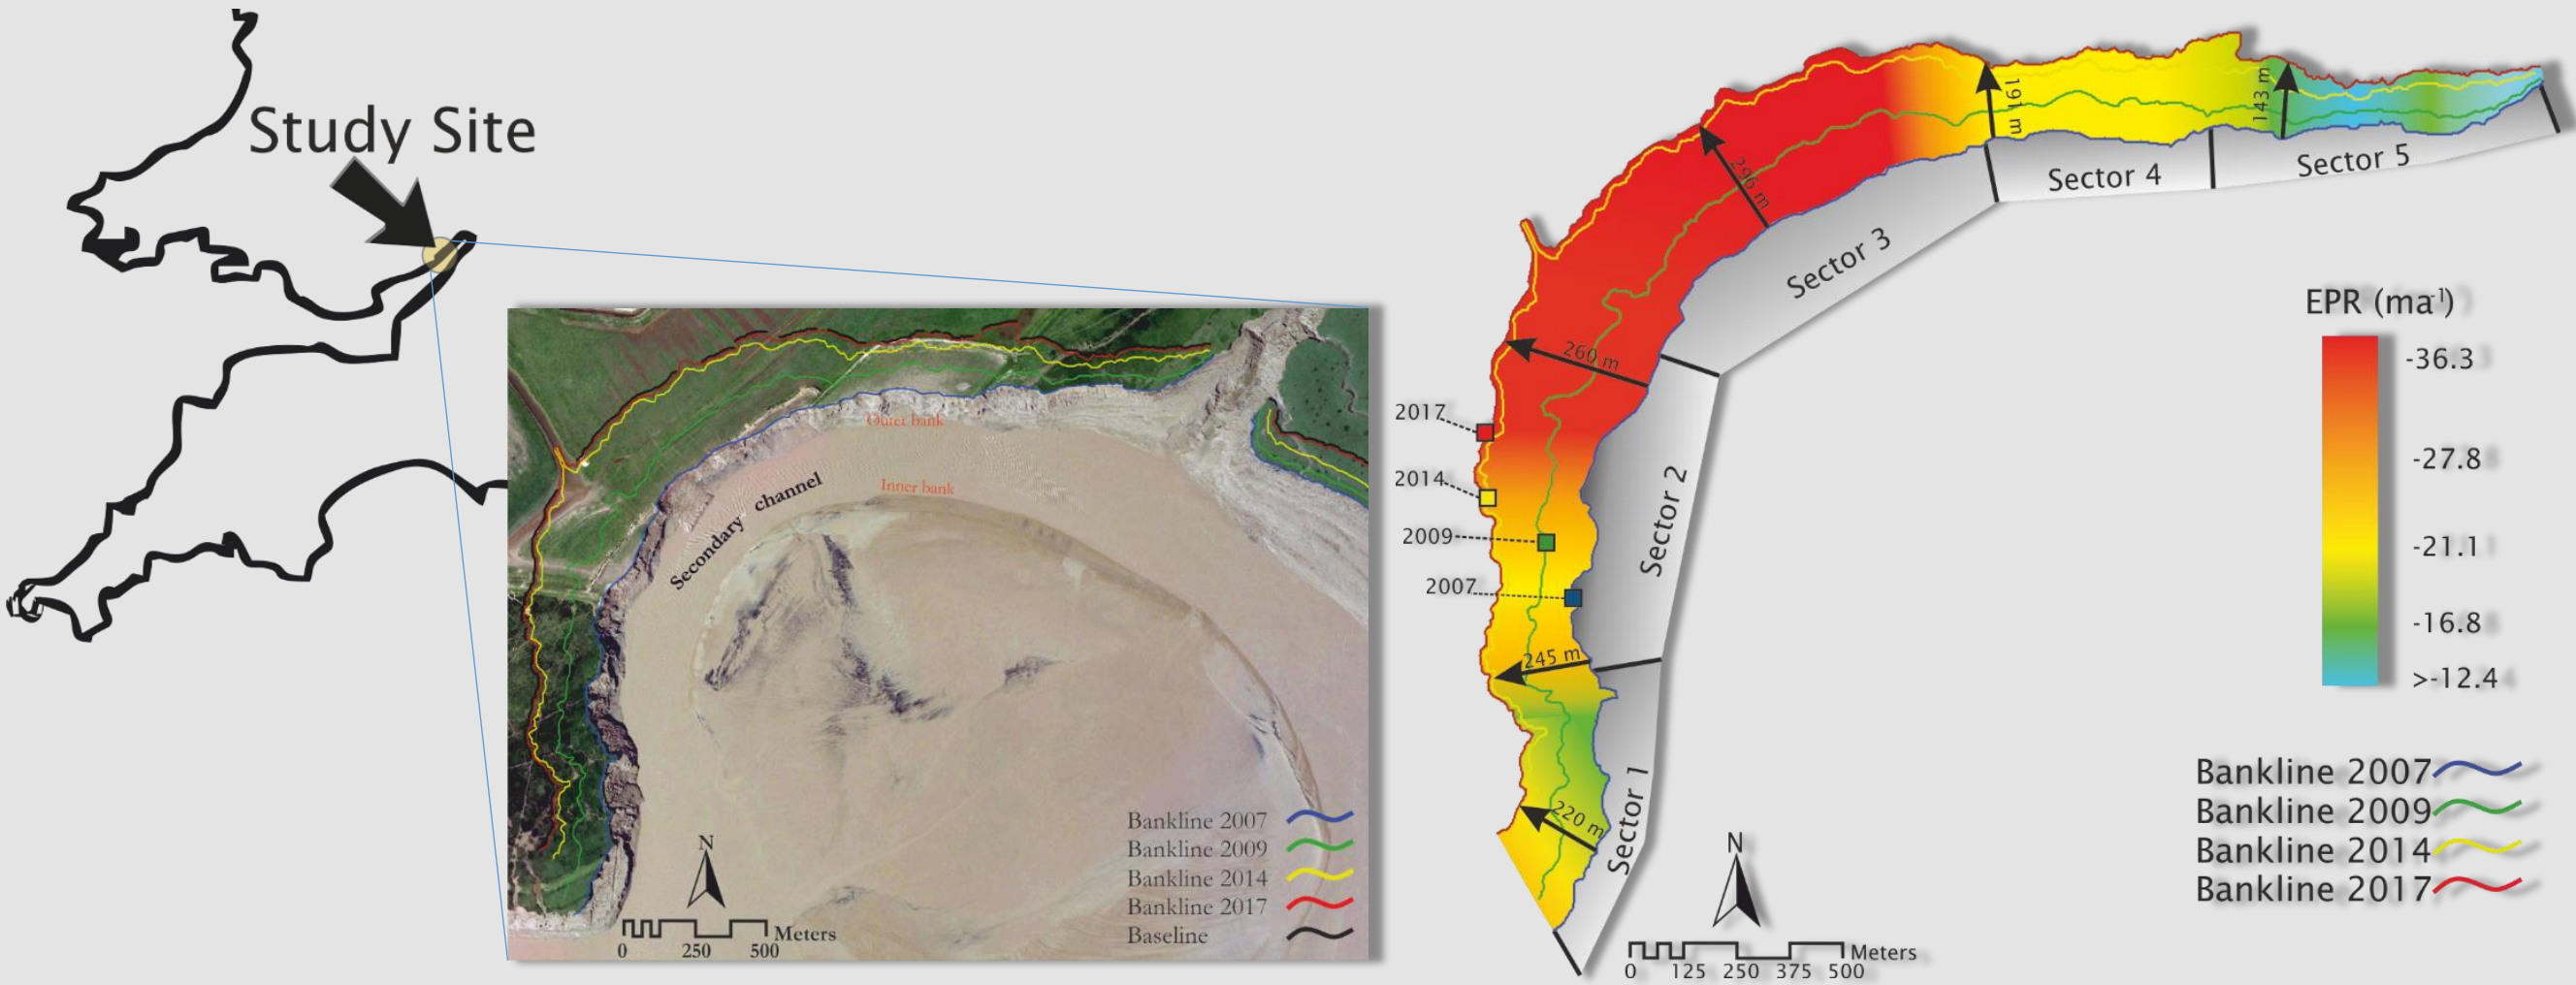 Study Site
Outer bank
Inner bank
Secondary channel
N
0 250 500 Meters
Bankline 2007
Bankline 2009
Bankline 2014
Bankline 2017
Baseline
191 m
143 m
296 m
260 m
245 m
220 m
Sector 5
Sector 4
Sector 3
Sector 2
Sector 1
2017
2014
2009
2007
N
0 125 250 375 500 Meters
EPR (ma-1)
-36.3
-27.8
-21.1
-16.8
>-12.4
Bankline 2007
Bankline 2009
Bankline 2014
Bankline 2017